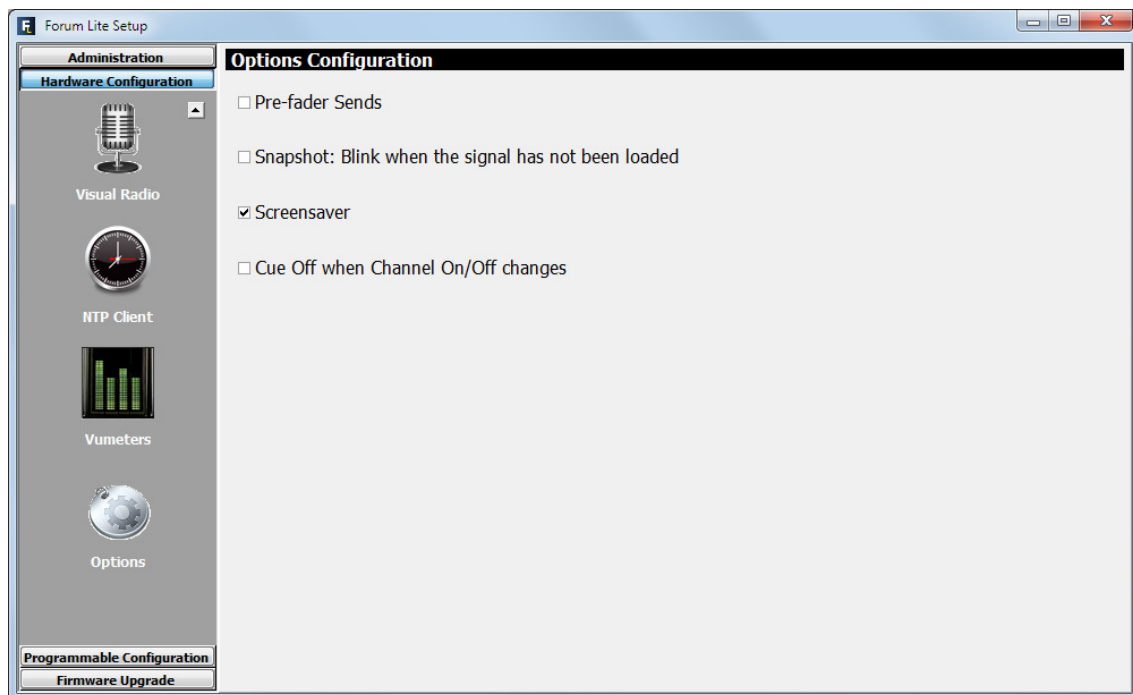 Forum Lite Setup
Administration
Hardware Configuration
Visual Radio
NTP Client
Vumeters
Options
Programmable Configuration
Firmware Upgrade
Options Configuration
Pre-fader Sends
Snapshot: Blink when the signal has not been loaded
Screensaver
Cue Off when Channel On/Off changes